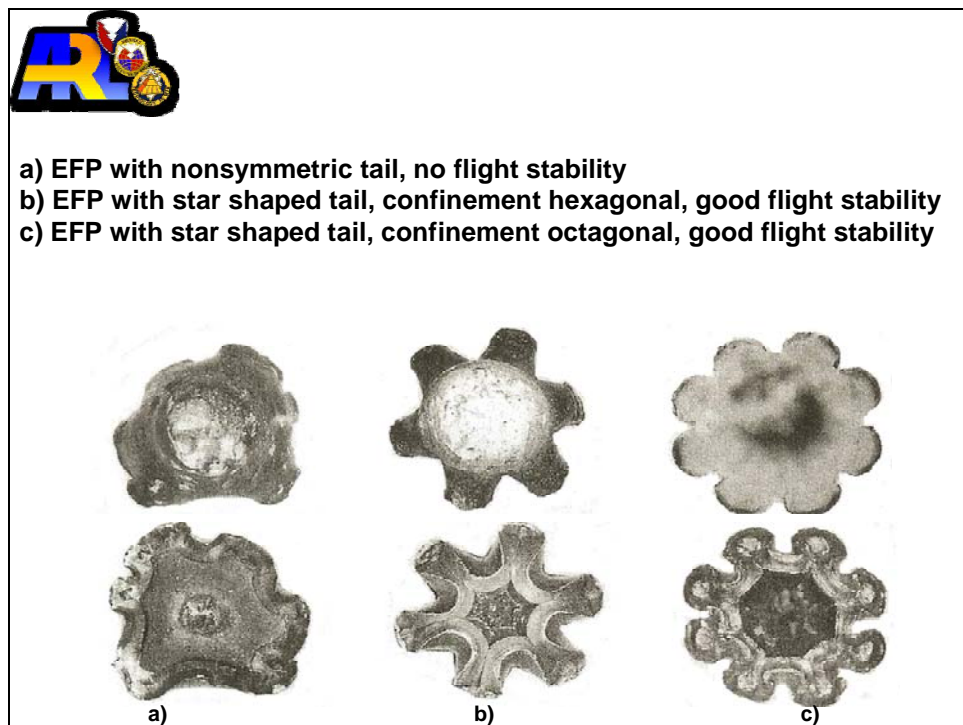 ARL
a) EFP with nonsymmetric tail, no flight stability
b) EFP with star shaped tail, confinement hexagonal, good flight stability
c) EFP with star shaped tail, confinement octagonal, good flight stability
a) b) c)